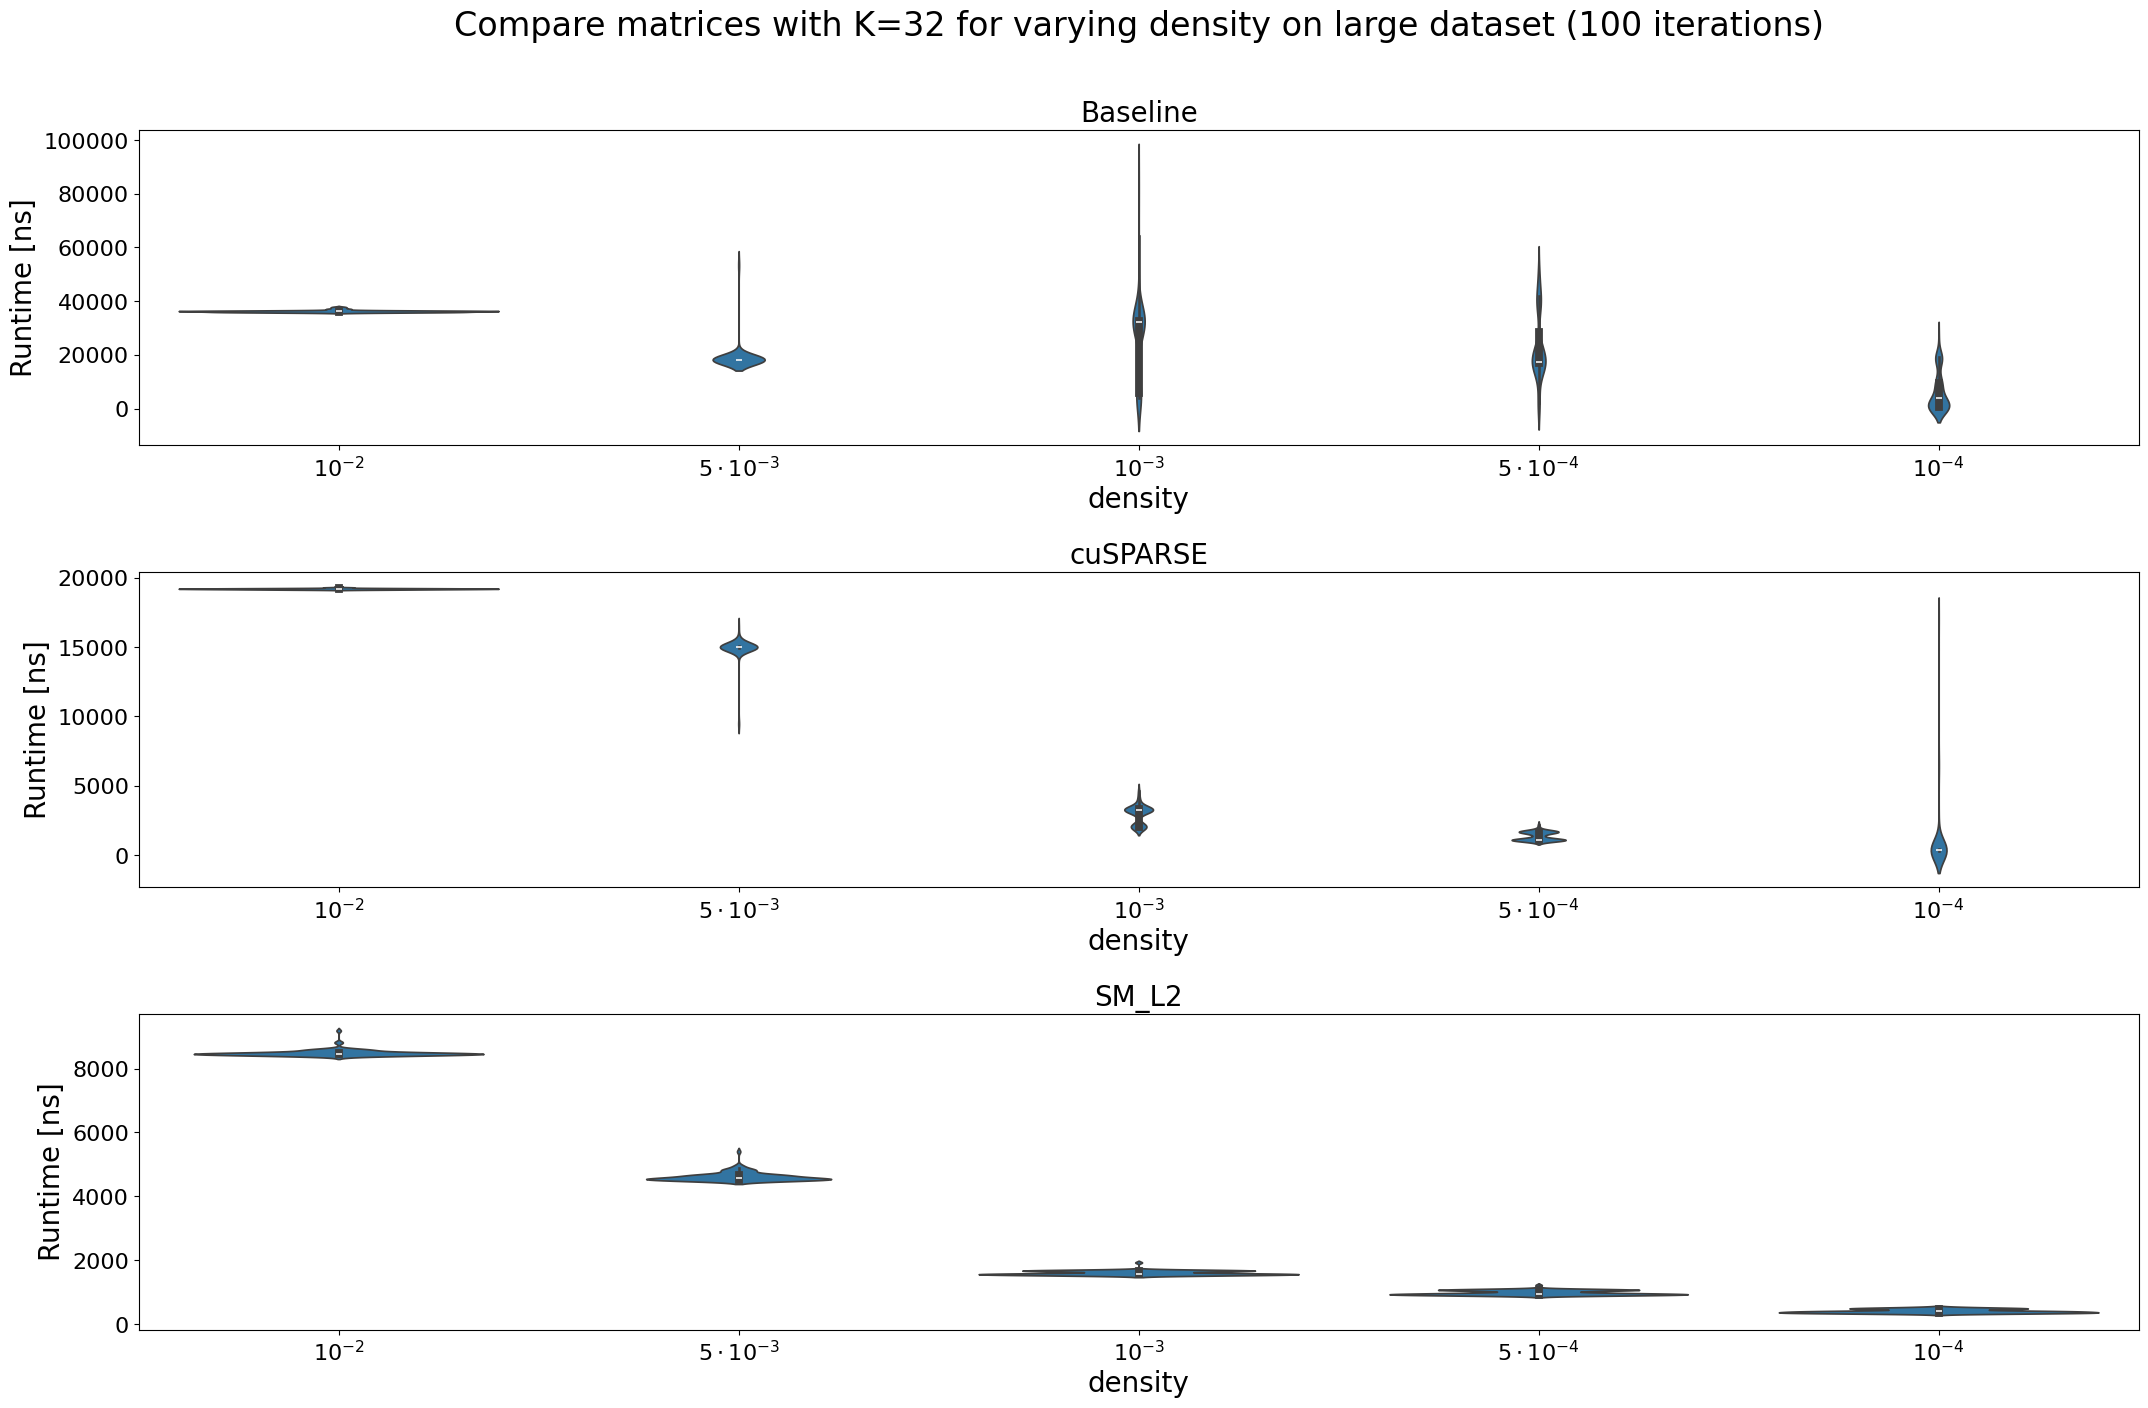 Compare matrices with K=32 for varying density on large dataset (100 iterations)
Baseline
Runtime [ns]
100000
80000
60000
40000
20000
0
10⁻² 5 · 10⁻³ 10⁻³ 5 · 10⁻⁴ 10⁻⁴
density
cuSPARSE
Runtime [ns]
20000
15000
10000
5000
0
10⁻² 5 · 10⁻³ 10⁻³ 5 · 10⁻⁴ 10⁻⁴
density
SM_L2
Runtime [ns]
8000
6000
4000
2000
0
10⁻² 5 · 10⁻³ 10⁻³ 5 · 10⁻⁴ 10⁻⁴
density